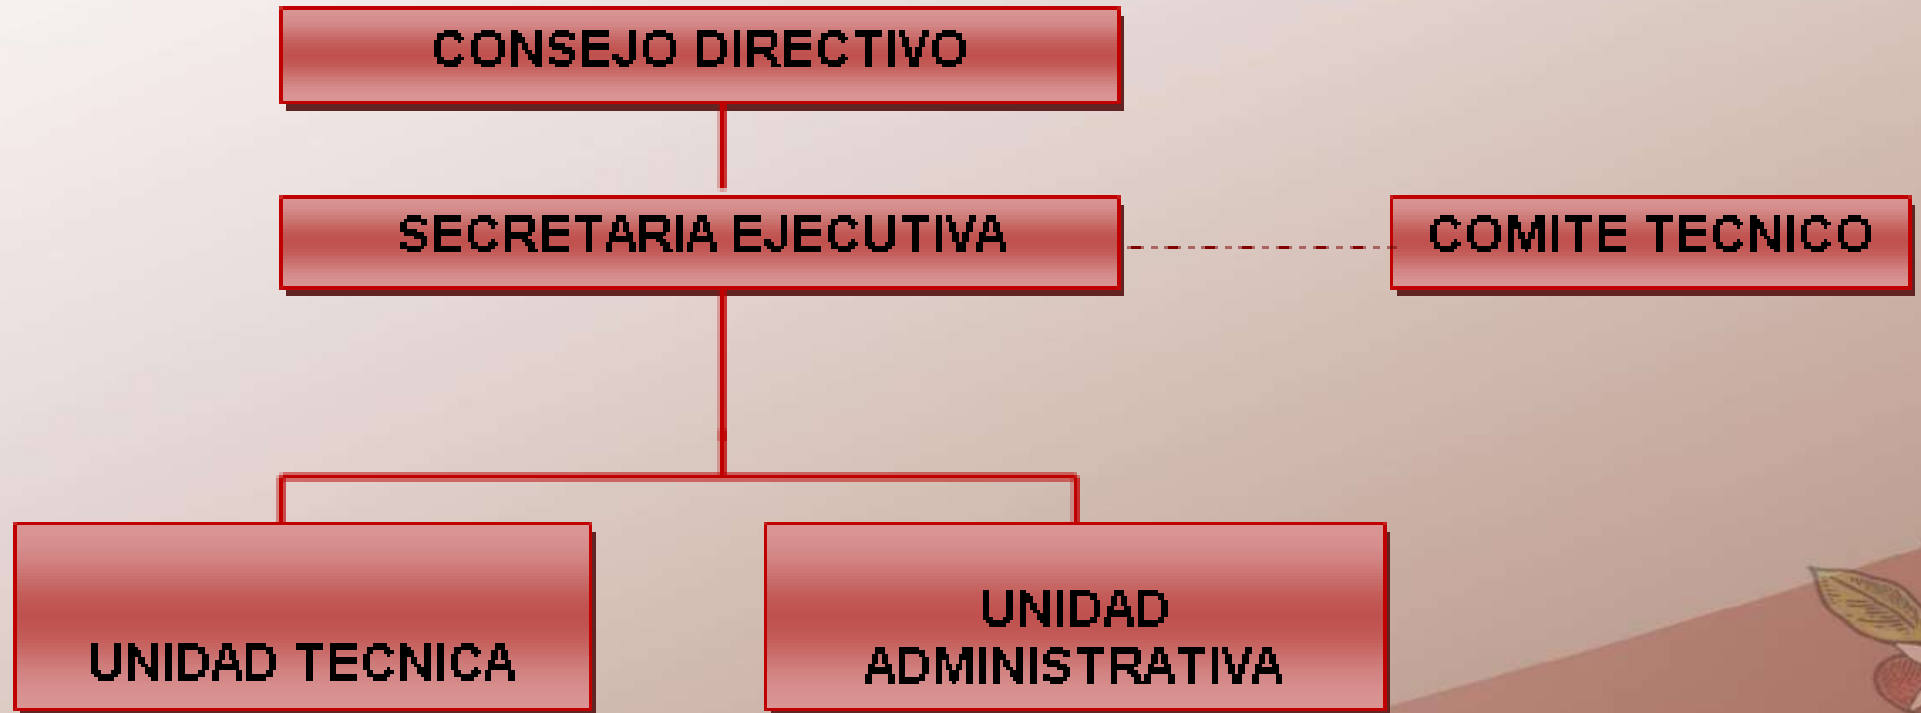 CONSEJO DIRECTIVO
SECRETARIA EJECUTIVA
COMITE TECNICO
UNIDAD TECNICA
UNIDAD
ADMINISTRATIVA